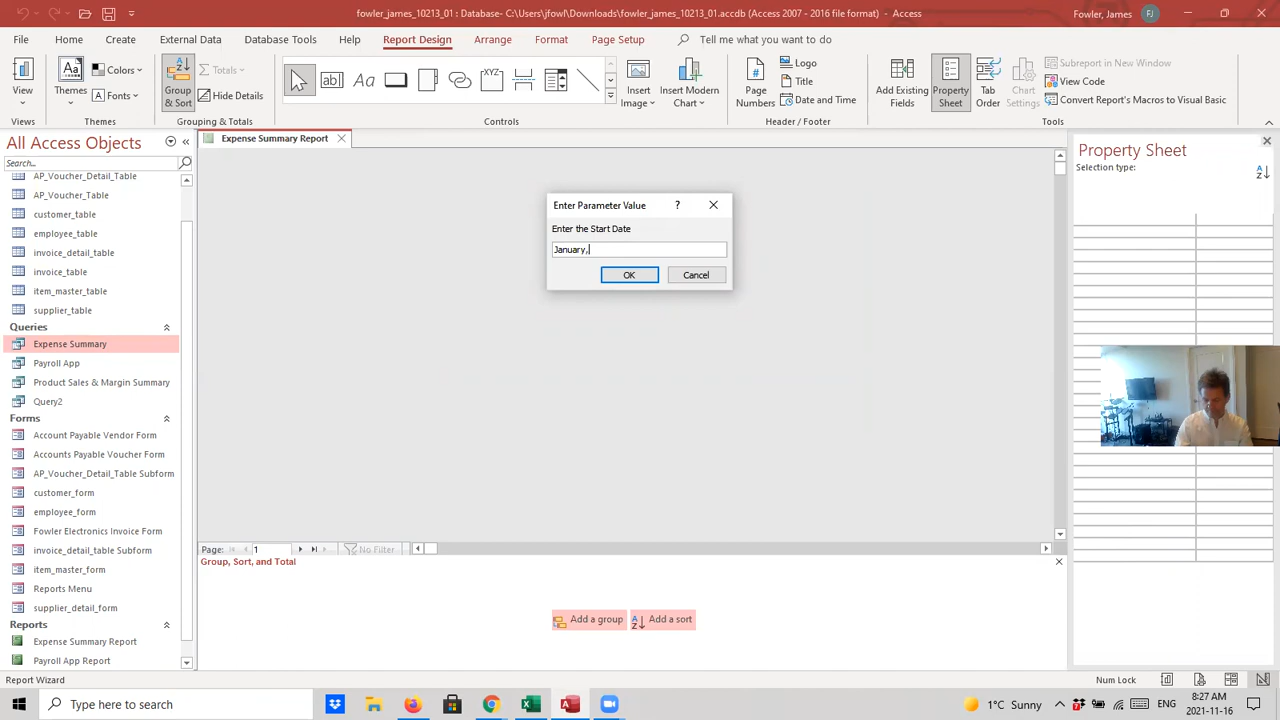 fowler_james_10213_01 : Database- C:\Users\jfowl\Downloads\fowler_james_10213_01.accdb (Access 2007 - 2016 file format) - Access
Fowler, James
FJ
File
Home
Create
External Data
Database Tools
Help
Report Design
Arrange
Format
Page Setup
Tell me what you want to do
View
Views
Themes
Colors
Fonts
Themes
Group & Sort
Totals
Hide Details
Grouping & Totals
ab|
Aa
XYZ
Controls
Insert Image
Insert Modern Chart
Page Numbers
Logo
Title
Date and Time
Header / Footer
Add Existing Fields
Property Sheet
Tab Order
Chart Settings
Subreport in New Window
View Code
Convert Report's Macros to Visual Basic
Tools
All Access Objects
Search...
AP_Voucher_Detail_Table
AP_Voucher_Table
customer_table
employee_table
invoice_detail_table
invoice_table
item_master_table
supplier_table
Queries
Expense Summary
Payroll App
Product Sales & Margin Summary
Query2
Forms
Account Payable Vendor Form
Accounts Payable Voucher Form
AP_Voucher_Detail_Table Subform
customer_form
employee_form
Fowler Electronics Invoice Form
invoice_detail_table Subform
item_master_form
Reports Menu
supplier_detail_form
Reports
Expense Summary Report
Payroll App Report
Expense Summary Report
Enter Parameter Value
?
Enter the Start Date
January,
OK
Cancel
Page:
1
No Filter
Group, Sort, and Total
Add a group
Add a sort
Property Sheet
Selection type:
Report Wizard
Num Lock
Type here to search
1°C Sunny
ENG
8:27 AM
2021-11-16